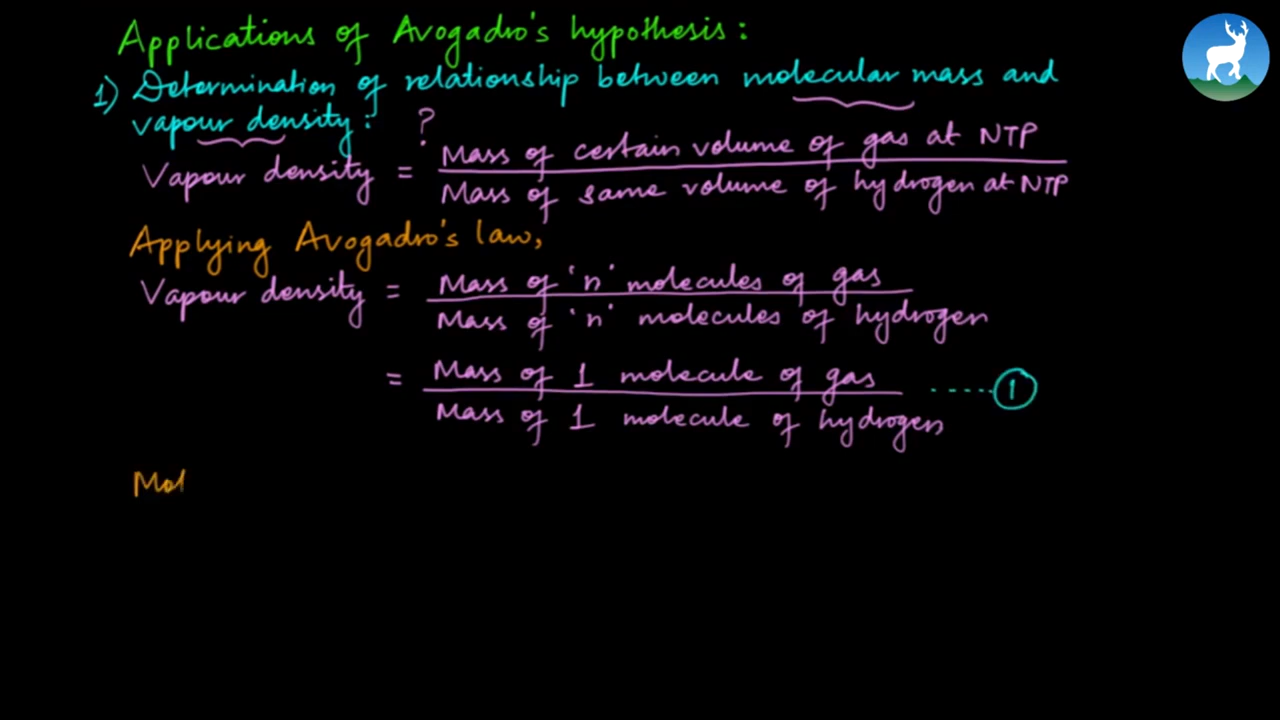 Applications of Avogadro's hypothesis:
1) Determination of relationship between molecular mass and
vapour density:
?
Vapour density = Mass of certain volume of gas at NTP
Mass of same volume of hydrogen at NTP
Applying Avogadro's law,
Vapour density = Mass of 'n' molecules of gas
Mass of 'n' molecules of hydrogen
= Mass of 1 molecule of gas ...... 1
Mass of 1 molecule of hydrogen
Mol